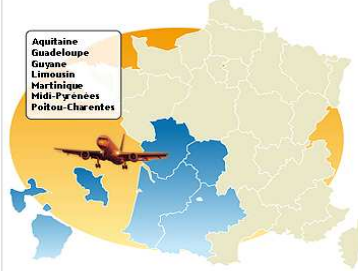 Aquitaine
Guadeloupe
Guyane
Limousin
Martinique
Midi-Pyrénées
Poitou-Charentes